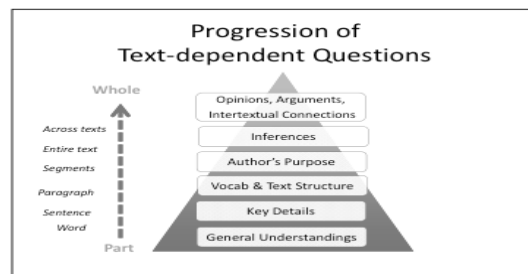 Progression of
Text-dependent Questions
Whole
Across texts
Entire text
Segments
Paragraph
Sentence
Word
Part
Opinions, Arguments,
Intertextual Connections
Inferences
Author's Purpose
Vocab & Text Structure
Key Details
General Understandings